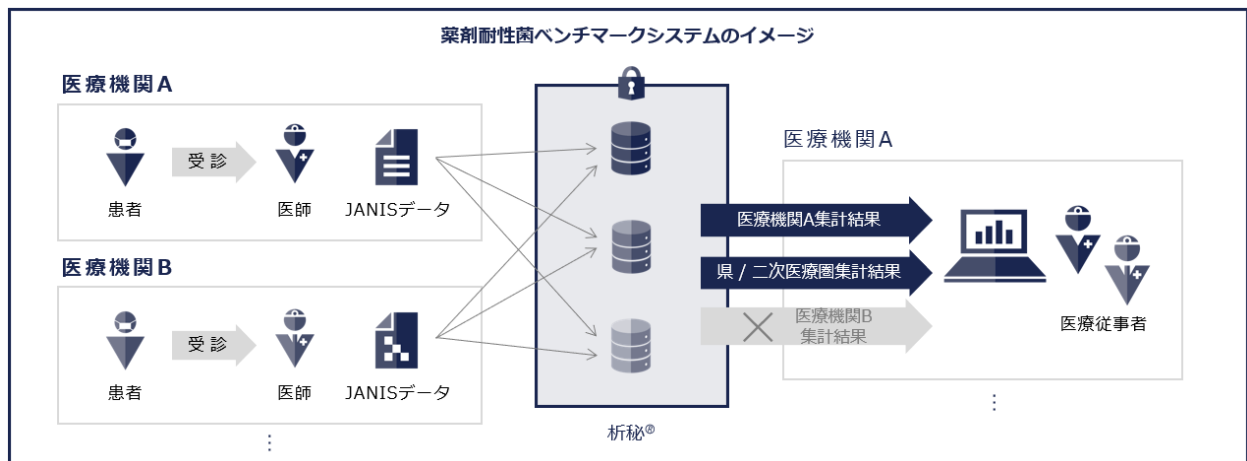 薬剤耐性菌ベンチマークシステムのイメージ
医療機関A
受診
患者
医師
JANISデータ
医療機関B
受診
患者
医師
JANISデータ
⋮
析秘®
医療機関A
医療機関A集計結果
県 / 二次医療圏集計結果
医療機関B
集計結果
医療従事者
⋮